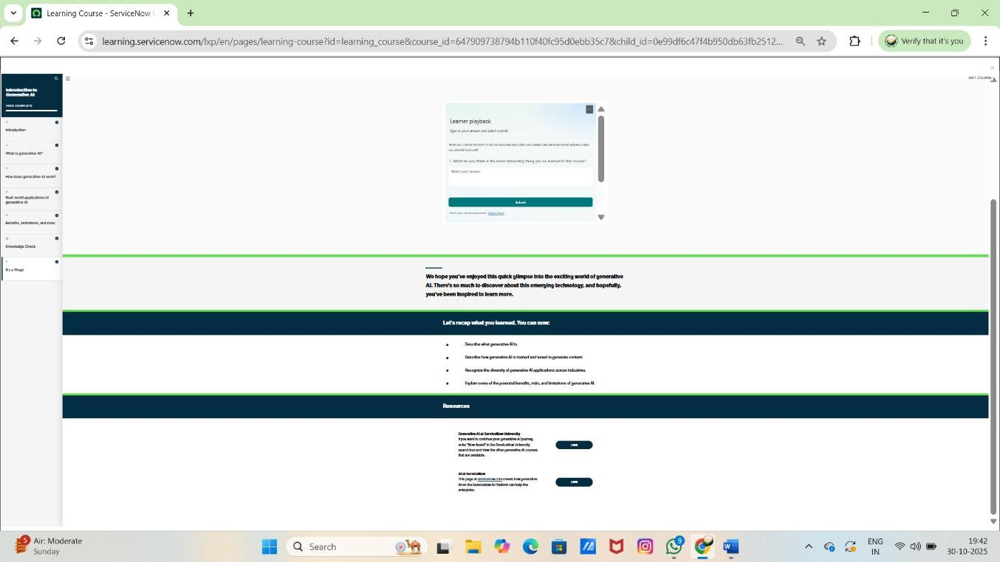 Learning Course - ServiceNow U
learning.servicenow.com/lxp/en/pages/learning-course?id=learning_course&course_id=647909738794b110f40fc95d0ebb35c7&child_id=0e99df6c47f4b950db63fb2512...
Verify that it's you
EXIT COURSE
Introduction to
Generative AI
100% COMPLETE
Introduction
What is generative AI?
How does generative AI work?
Real-world applications of
generative AI
Benefits, limitations, and risks
Knowledge Check
It's a Wrap!
Learner playback
Type in your answer and select submit
When you submit this form, it will not automatically collect your details like name and email address unless
you provide it yourself.
1. What do you think is the most interesting thing you've learned in this course?
Enter your answer
Submit
Never give out your password. Report abuse
We hope you've enjoyed this quick glimpse into the exciting world of generative
AI. There's so much to discover about this emerging technology, and hopefully,
you've been inspired to learn more.
Let's recap what you learned. You can now:
Describe what generative AI is.
Describe how generative AI is trained and tuned to generate content.
Recognize the diversity of generative AI applications across industries.
Explain some of the potential benefits, risks, and limitations of generative AI.
Resources
Generative AI at ServiceNow University
If you want to continue your generative AI journey,
enter "Now Assist" in the ServiceNow University
search box and view the other generative AI courses
that are available.
LINK
AI at ServiceNow
This page at servicenow.com covers how generative
AI on the ServiceNow AI Platform can help the
enterprise.
LINK
5
Air: Moderate
Sunday
Search
9
ENG
IN
19:42
30-10-2025